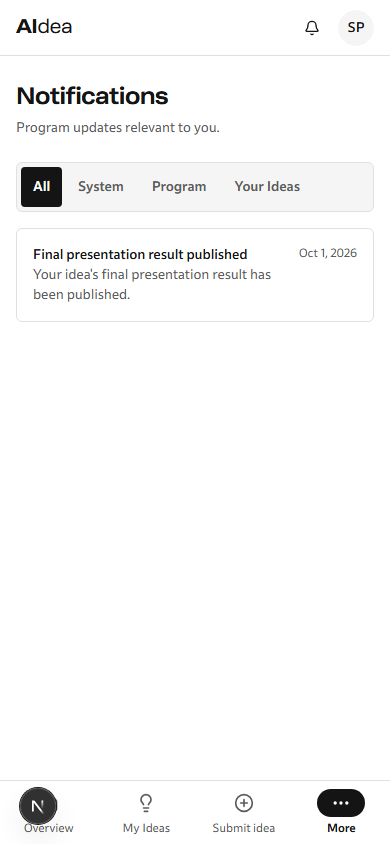 AIdea
SP
Notifications
Program updates relevant to you.
All System Program Your Ideas
Final presentation result published Oct 1, 2026
Your idea's final presentation result has
been published.
N
Overview My Ideas Submit idea More